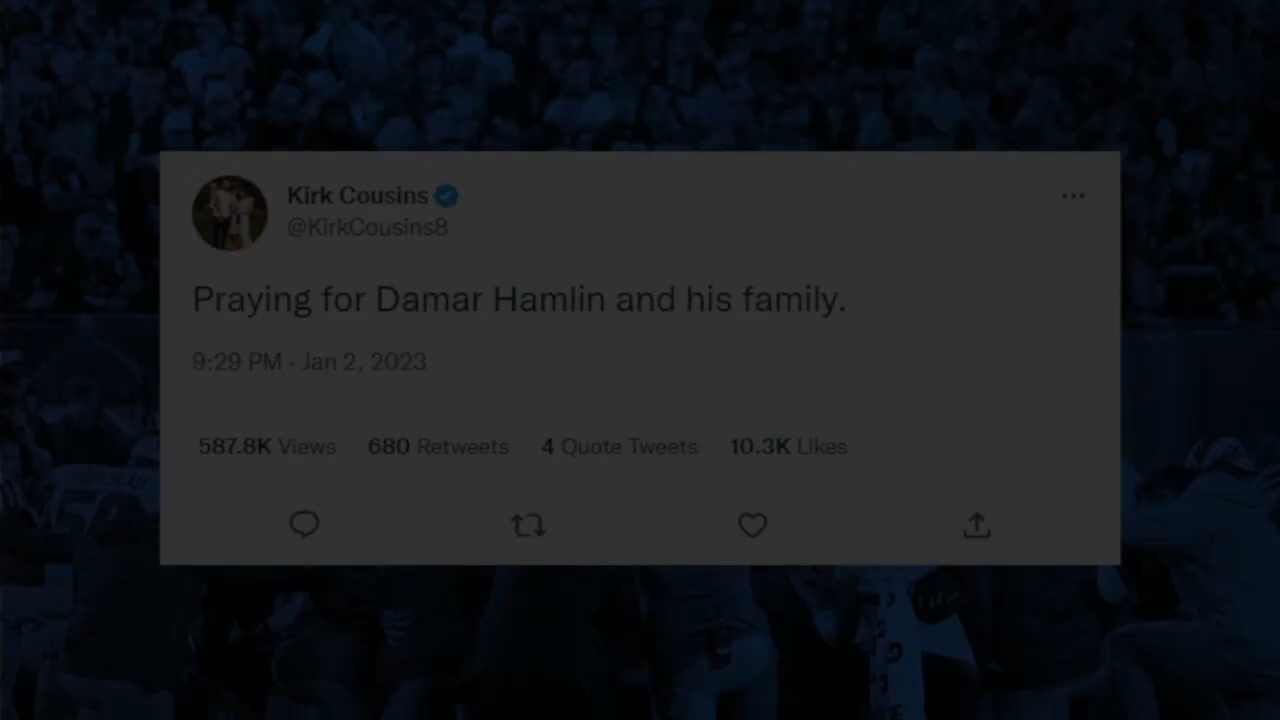 Kirk Cousins
@KirkCousins8
Praying for Damar Hamlin and his family.
9:29 PM · Jan 2, 2023
587.8K Views 680 Retweets 4 Quote Tweets 10.3K Likes